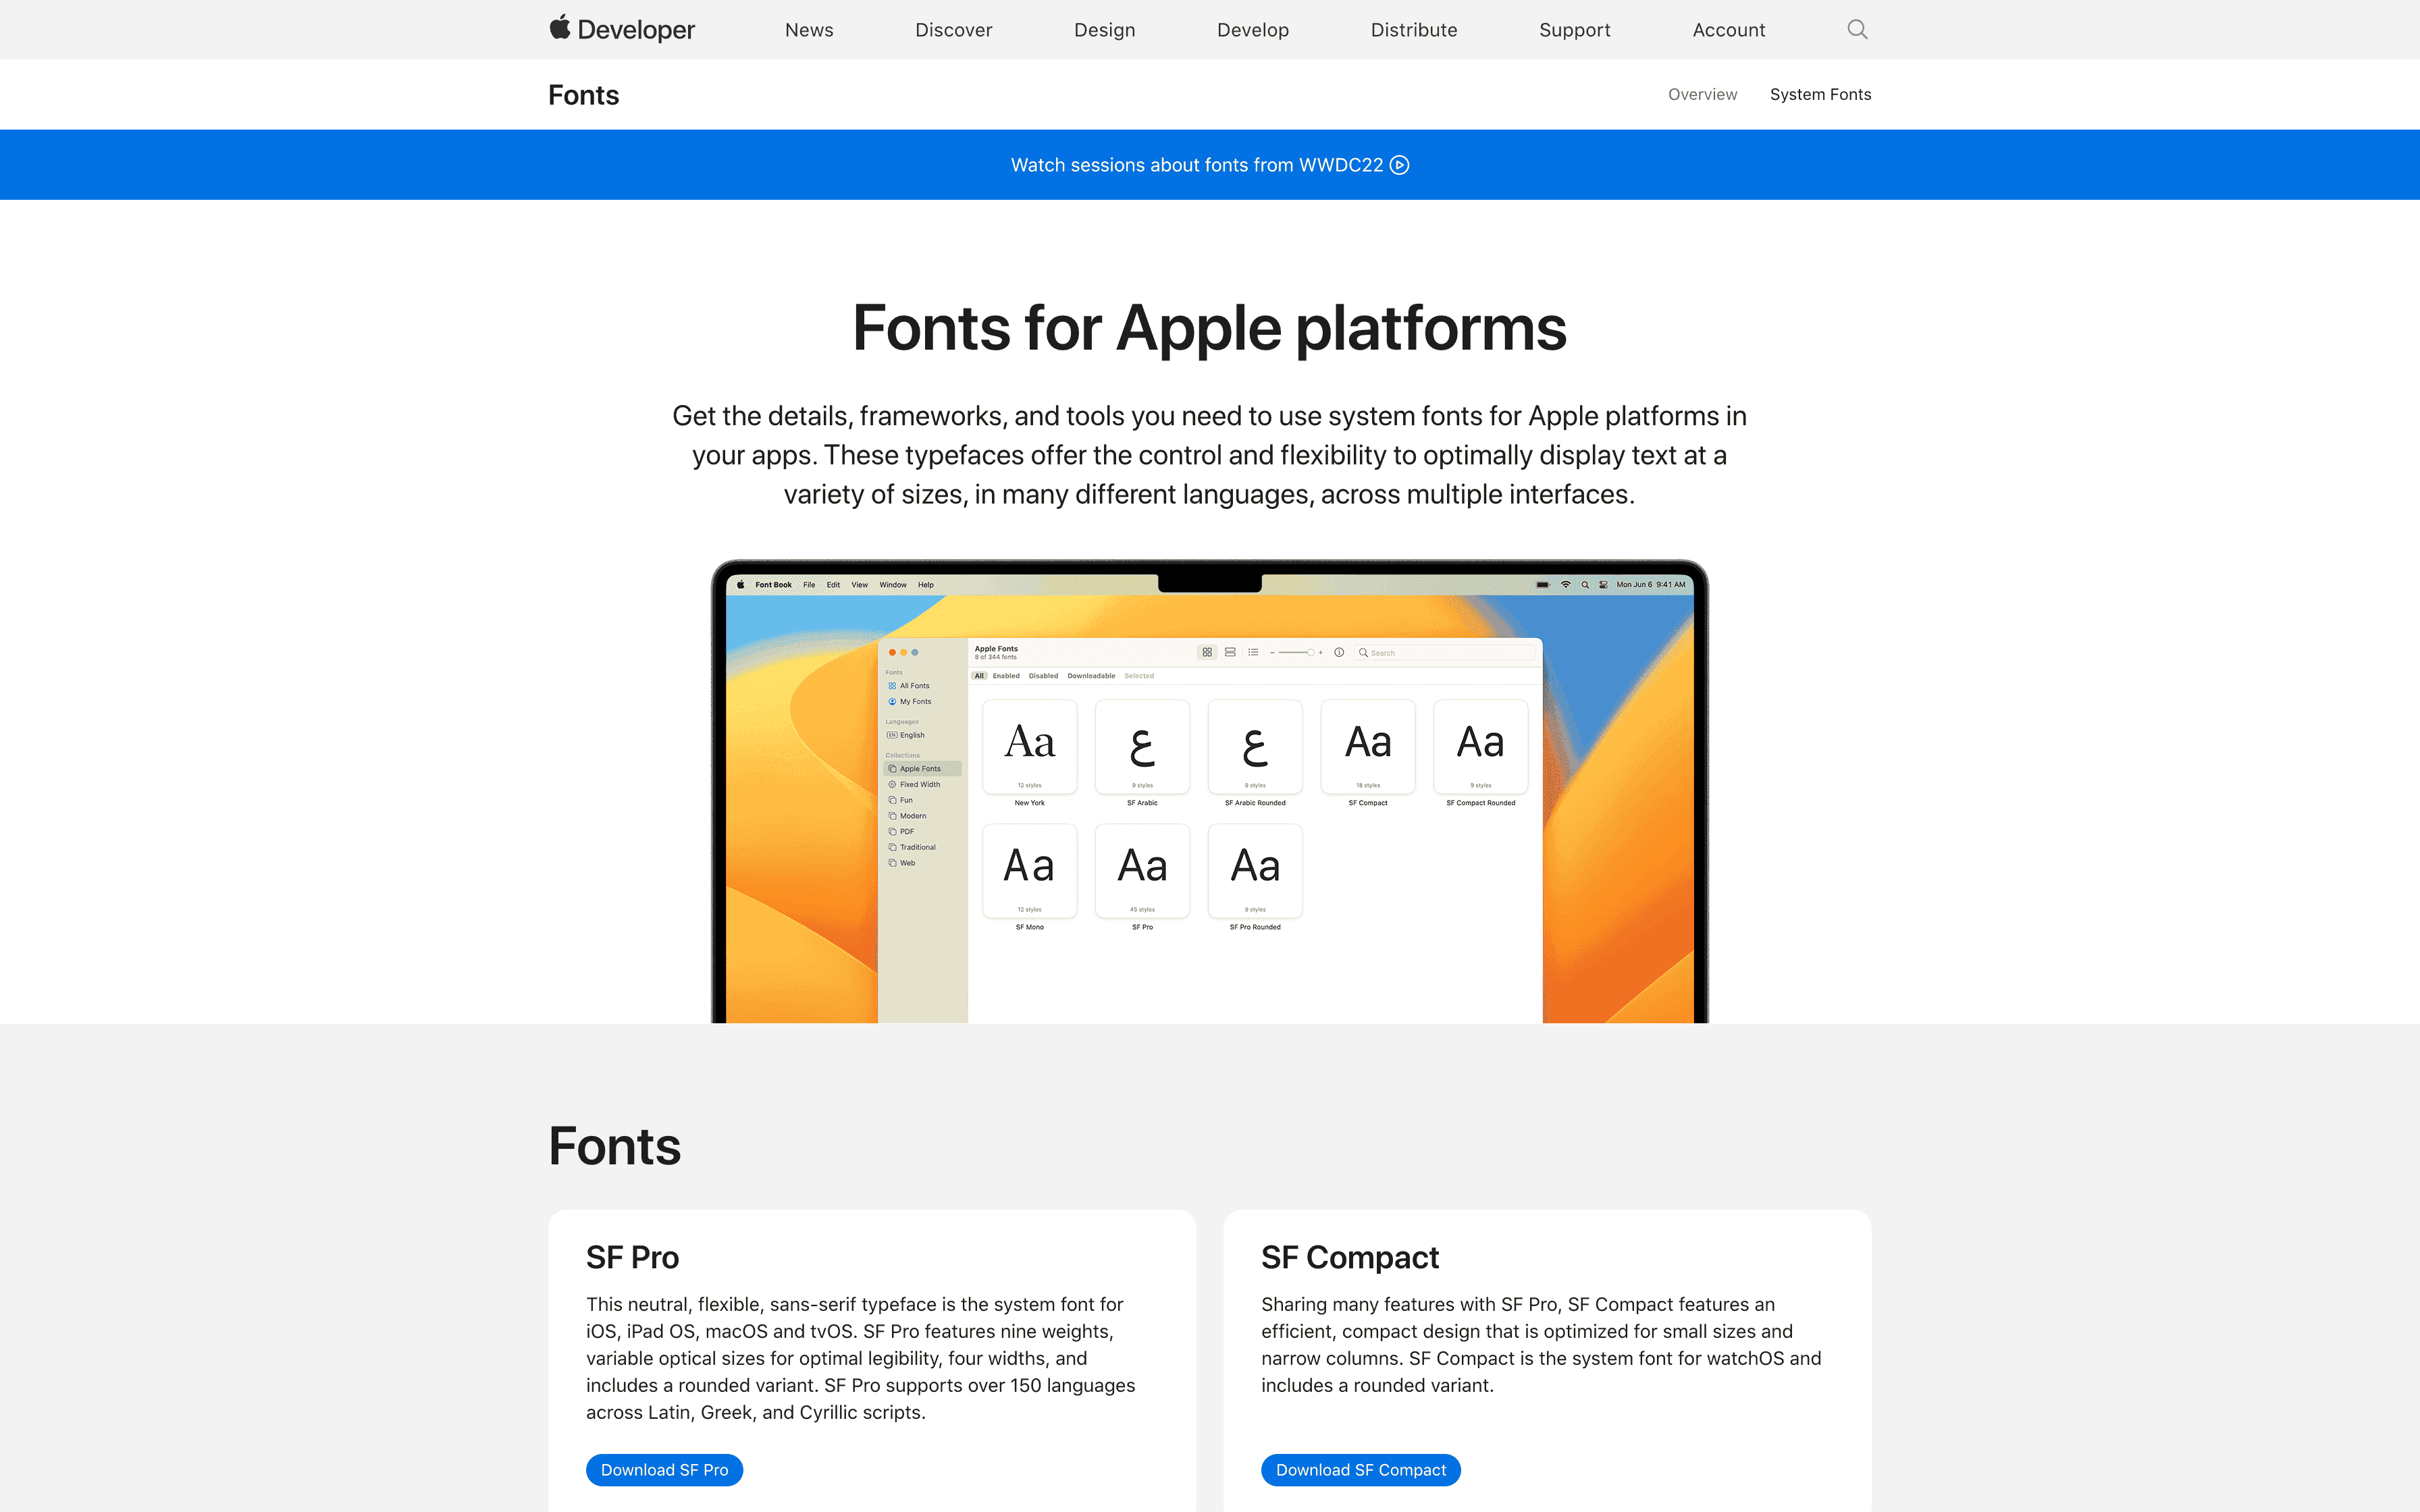 Developer
News
Discover
Design
Develop
Distribute
Support
Account
Fonts
Overview
System Fonts
Watch sessions about fonts from WWDC22
Fonts for Apple platforms
Get the details, frameworks, and tools you need to use system fonts for Apple platforms in
your apps. These typefaces offer the control and flexibility to optimally display text at a
variety of sizes, in many different languages, across multiple interfaces.
Font Book File Edit View Window Help
Mon Jun 6 9:41 AM
Apple Fonts
8 of 344 fonts
Search
All Enabled Disabled Downloadable Selected
Fonts
All Fonts
My Fonts
Languages
EN English
Collections
Apple Fonts
Fixed Width
Fun
Modern
PDF
Traditional
Web
Aa
12 styles
New York
ع
9 styles
SF Arabic
ع
9 styles
SF Arabic Rounded
Aa
18 styles
SF Compact
Aa
9 styles
SF Compact Rounded
Aa
12 styles
SF Mono
Aa
45 styles
SF Pro
Aa
9 styles
SF Pro Rounded
Fonts
SF Pro
This neutral, flexible, sans-serif typeface is the system font for
iOS, iPad OS, macOS and tvOS. SF Pro features nine weights,
variable optical sizes for optimal legibility, four widths, and
includes a rounded variant. SF Pro supports over 150 languages
across Latin, Greek, and Cyrillic scripts.
Download SF Pro
SF Compact
Sharing many features with SF Pro, SF Compact features an
efficient, compact design that is optimized for small sizes and
narrow columns. SF Compact is the system font for watchOS and
includes a rounded variant.
Download SF Compact